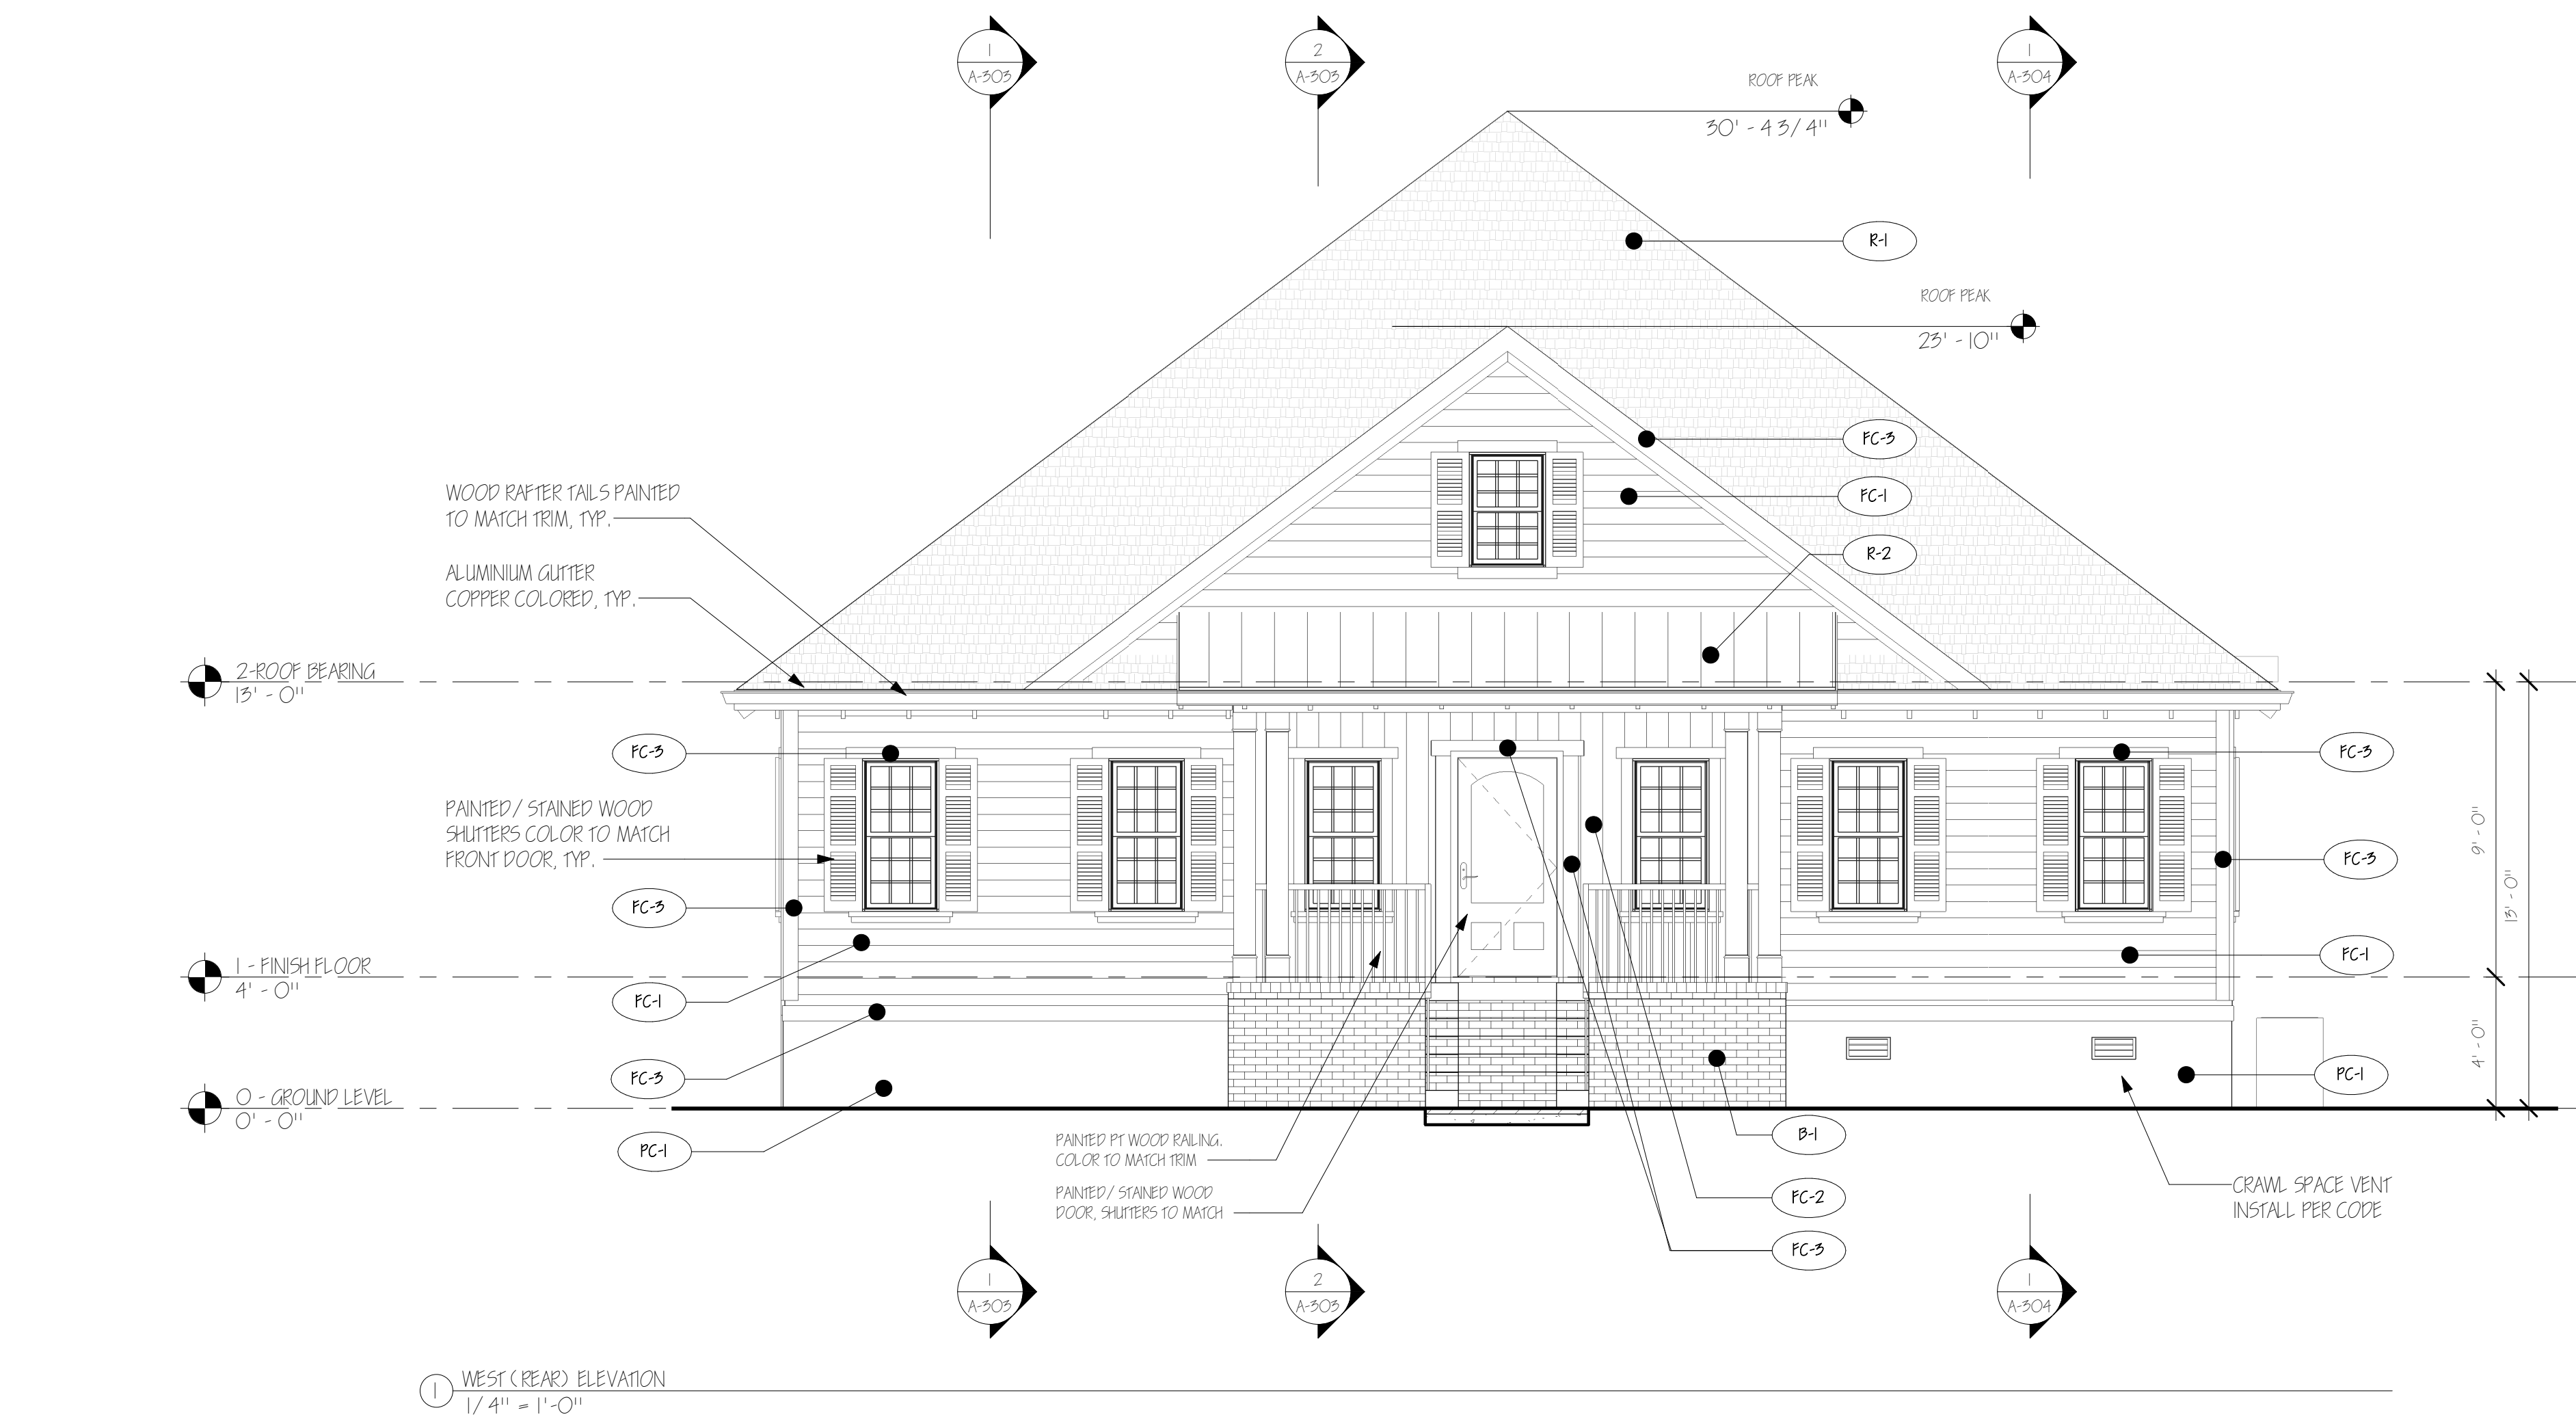 1
A-303
2
A-303
1
A-304
ROOF PEAK
30' - 4 3/4"
R-1
ROOF PEAK
23' - 10"
FC-3
FC-1
R-2
WOOD RAFTER TAILS PAINTED
TO MATCH TRIM, TYP.
ALUMINIUM GUTTER
COPPER COLORED, TYP.
2-ROOF BEARING
13' - 0"
FC-3
FC-3
PAINTED/ STAINED WOOD
SHUTTERS COLOR TO MATCH
FRONT DOOR, TYP.
9' - 0"
FC-3
13' - 0"
FC-3
FC-1
1 - FINISH FLOOR
4' - 0"
FC-1
FC-3
4' - 0"
PC-1
0 - GROUND LEVEL
0' - 0"
PC-1
PAINTED PT WOOD RAILING.
COLOR TO MATCH TRIM
B-1
PAINTED/ STAINED WOOD
DOOR, SHUTTERS TO MATCH
FC-2
CRAWL SPACE VENT
INSTALL PER CODE
FC-3
1
A-303
2
A-303
1
A-304
1
WEST (REAR) ELEVATION
1/4" = 1'-0"